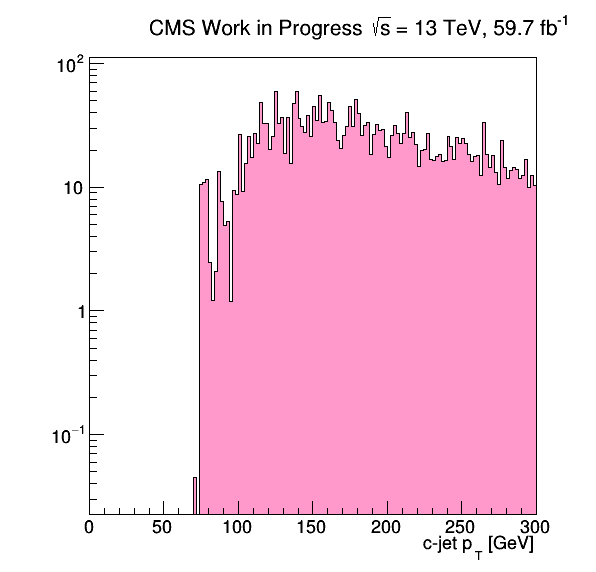 CMS Work in Progress √s = 13 TeV, 59.7 fb⁻¹
10²
10
1
10⁻¹
0 50 100 150 200 250 300
c-jet p_T [GeV]